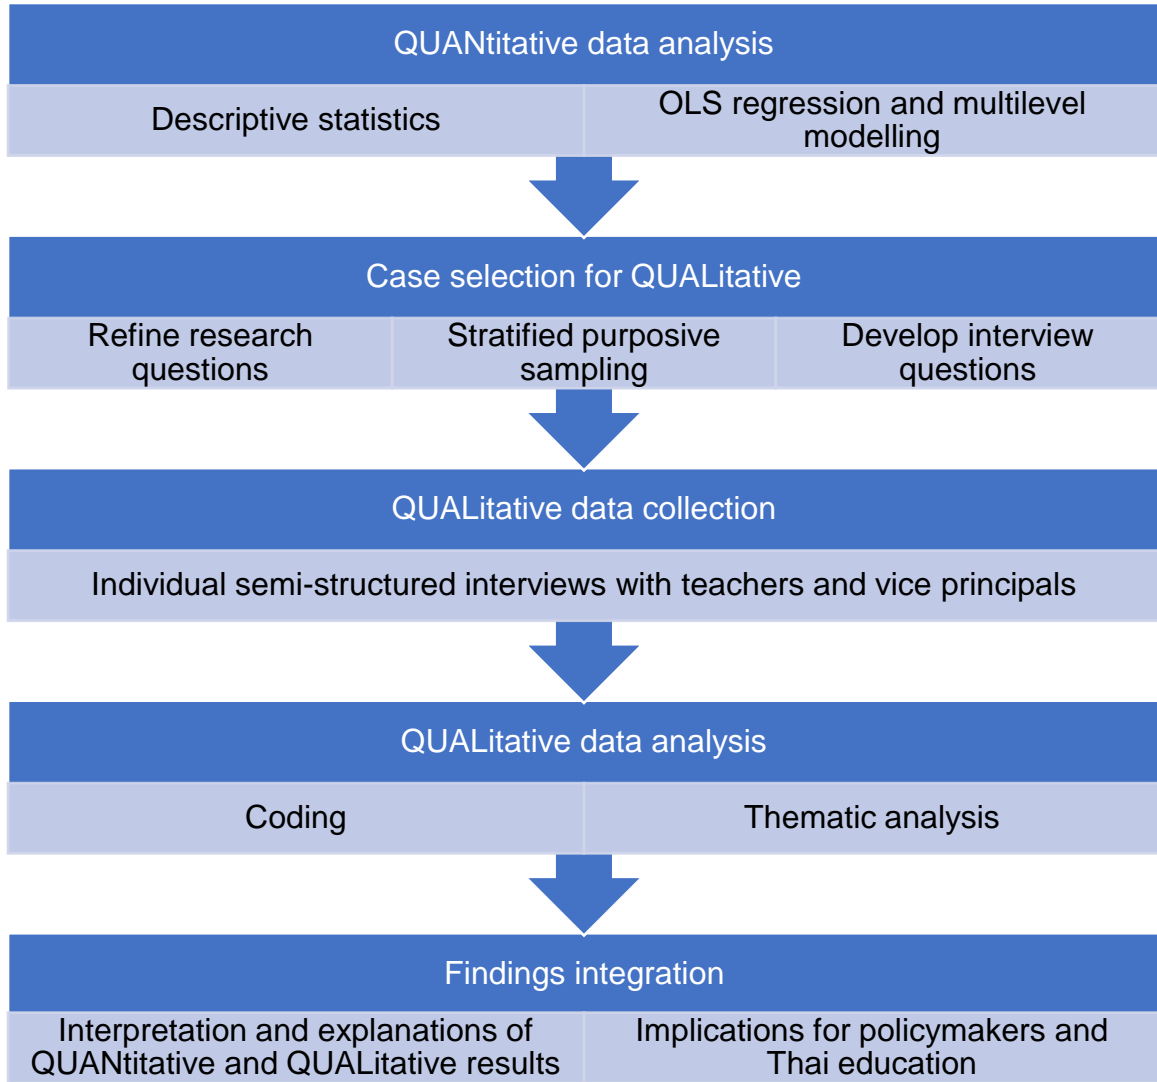 QUANtitative data analysis
Descriptive statistics
OLS regression and multilevel
modelling
Case selection for QUALitative
Refine research
questions
Stratified purposive
sampling
Develop interview
questions
QUALitative data collection
Individual semi-structured interviews with teachers and vice principals
QUALitative data analysis
Coding
Thematic analysis
Findings integration
Interpretation and explanations of
QUANtitative and QUALitative results
Implications for policymakers and
Thai education